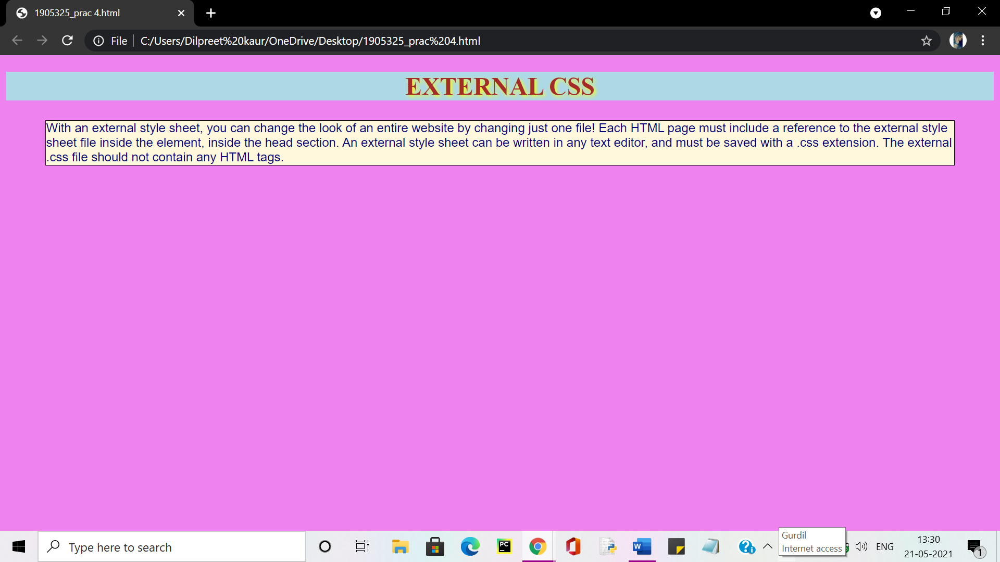 1905325_prac 4.html
File
C:/Users/Dilpreet%20kaur/OneDrive/Desktop/1905325_prac%204.html
EXTERNAL CSS
With an external style sheet, you can change the look of an entire website by changing just one file! Each HTML page must include a reference to the external style
sheet file inside the element, inside the head section. An external style sheet can be written in any text editor, and must be saved with a .css extension. The external
.css file should not contain any HTML tags.
Type here to search
PC
W
Gurdil
Internet access
ENG
13:30
21-05-2021
1